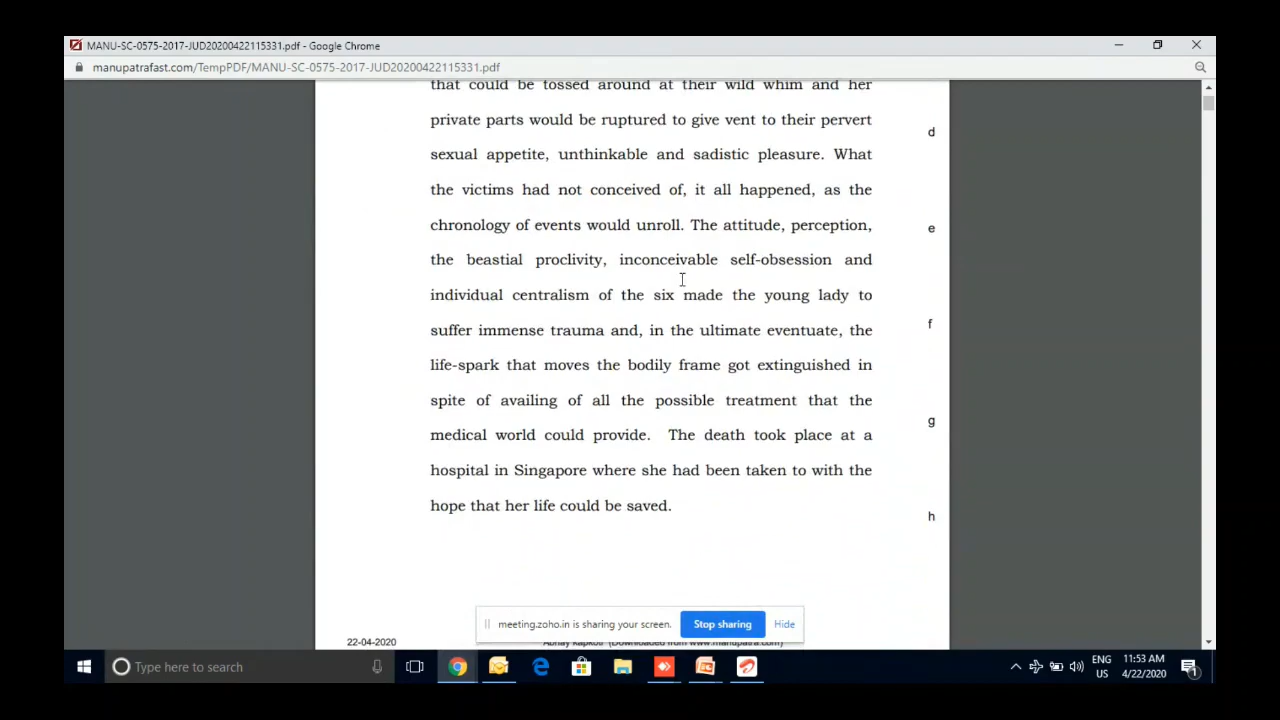 MANU-SC-0575-2017-JUD20200422115331.pdf - Google Chrome
manupatrafast.com/TempPDF/MANU-SC-0575-2017-JUD20200422115331.pdf
that could be tossed around at their wild whim and her
private parts would be ruptured to give vent to their pervert
d
sexual appetite, unthinkable and sadistic pleasure. What
the victims had not conceived of, it all happened, as the
chronology of events would unroll. The attitude, perception,
e
the beastial proclivity, inconceivable self-obsession and
individual centralism of the six made the young lady to
f
suffer immense trauma and, in the ultimate eventuate, the
life-spark that moves the bodily frame got extinguished in
spite of availing of all the possible treatment that the
g
medical world could provide. The death took place at a
hospital in Singapore where she had been taken to with the
hope that her life could be saved.
h
meeting.zoho.in is sharing your screen. Stop sharing Hide
22-04-2020 (Downloaded from www.manupatra.com)
Type here to search
ENG 11:53 AM
US 4/22/2020
1